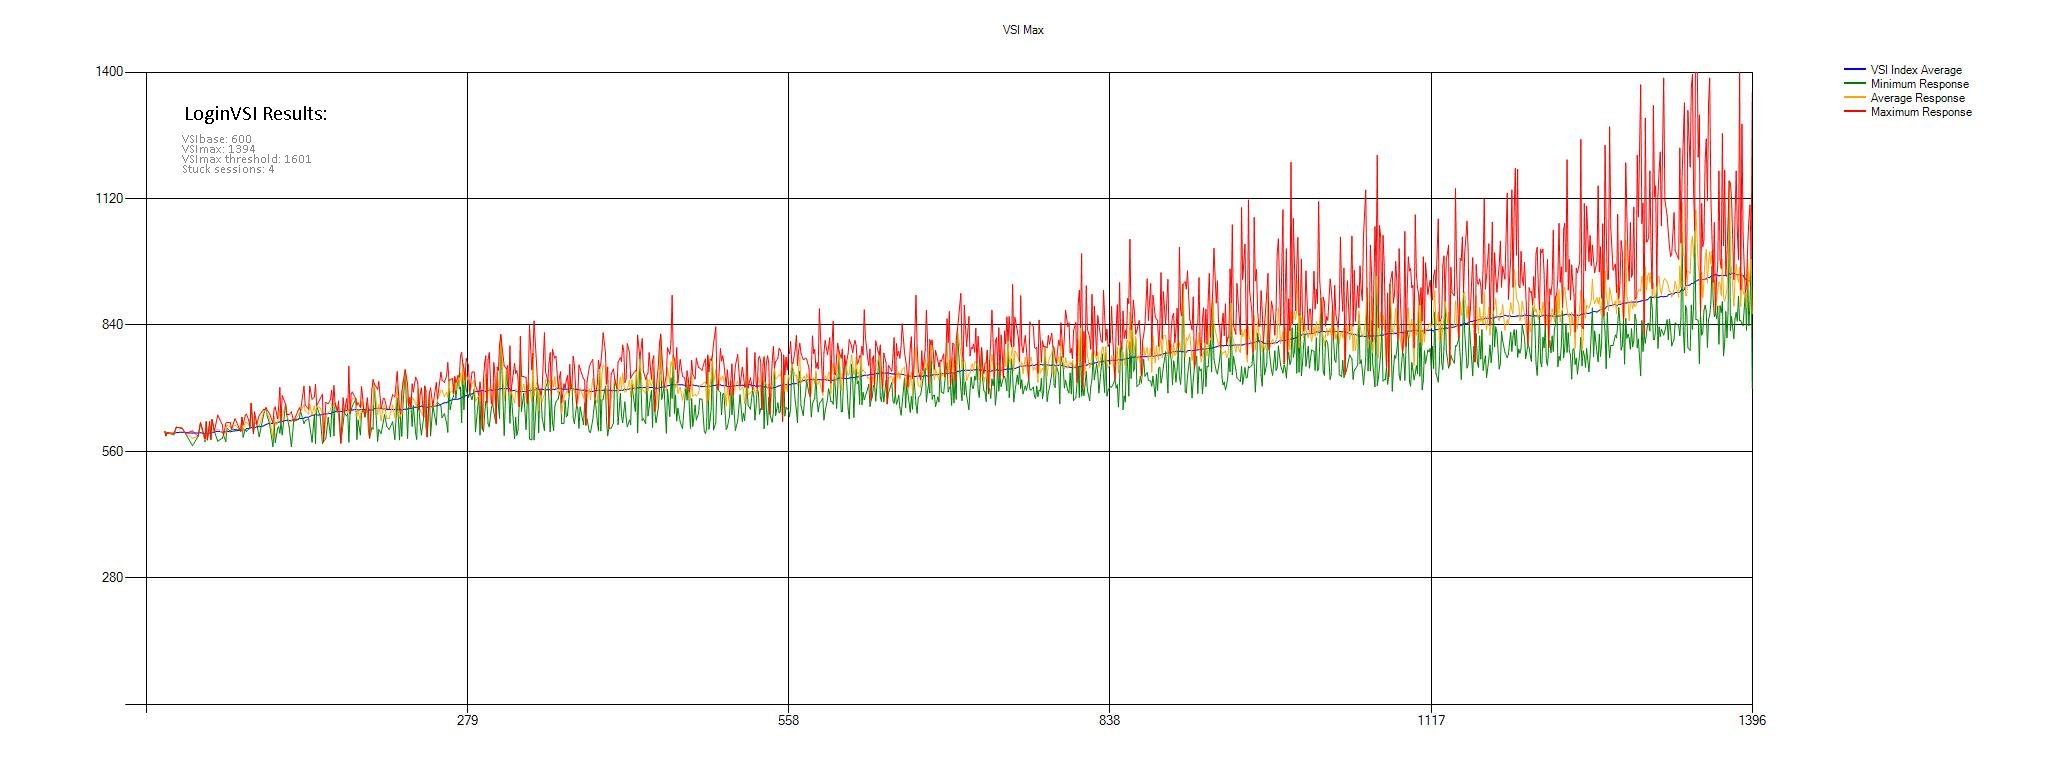 VSI Max
1400
1120
840
560
280
LoginVSI Results:
VSIbase: 600
VSImax: 1394
VSImax threshold: 1601
Stuck sessions: 4
279
558
838
1117
1396
VSI Index Average
Minimum Response
Average Response
Maximum Response